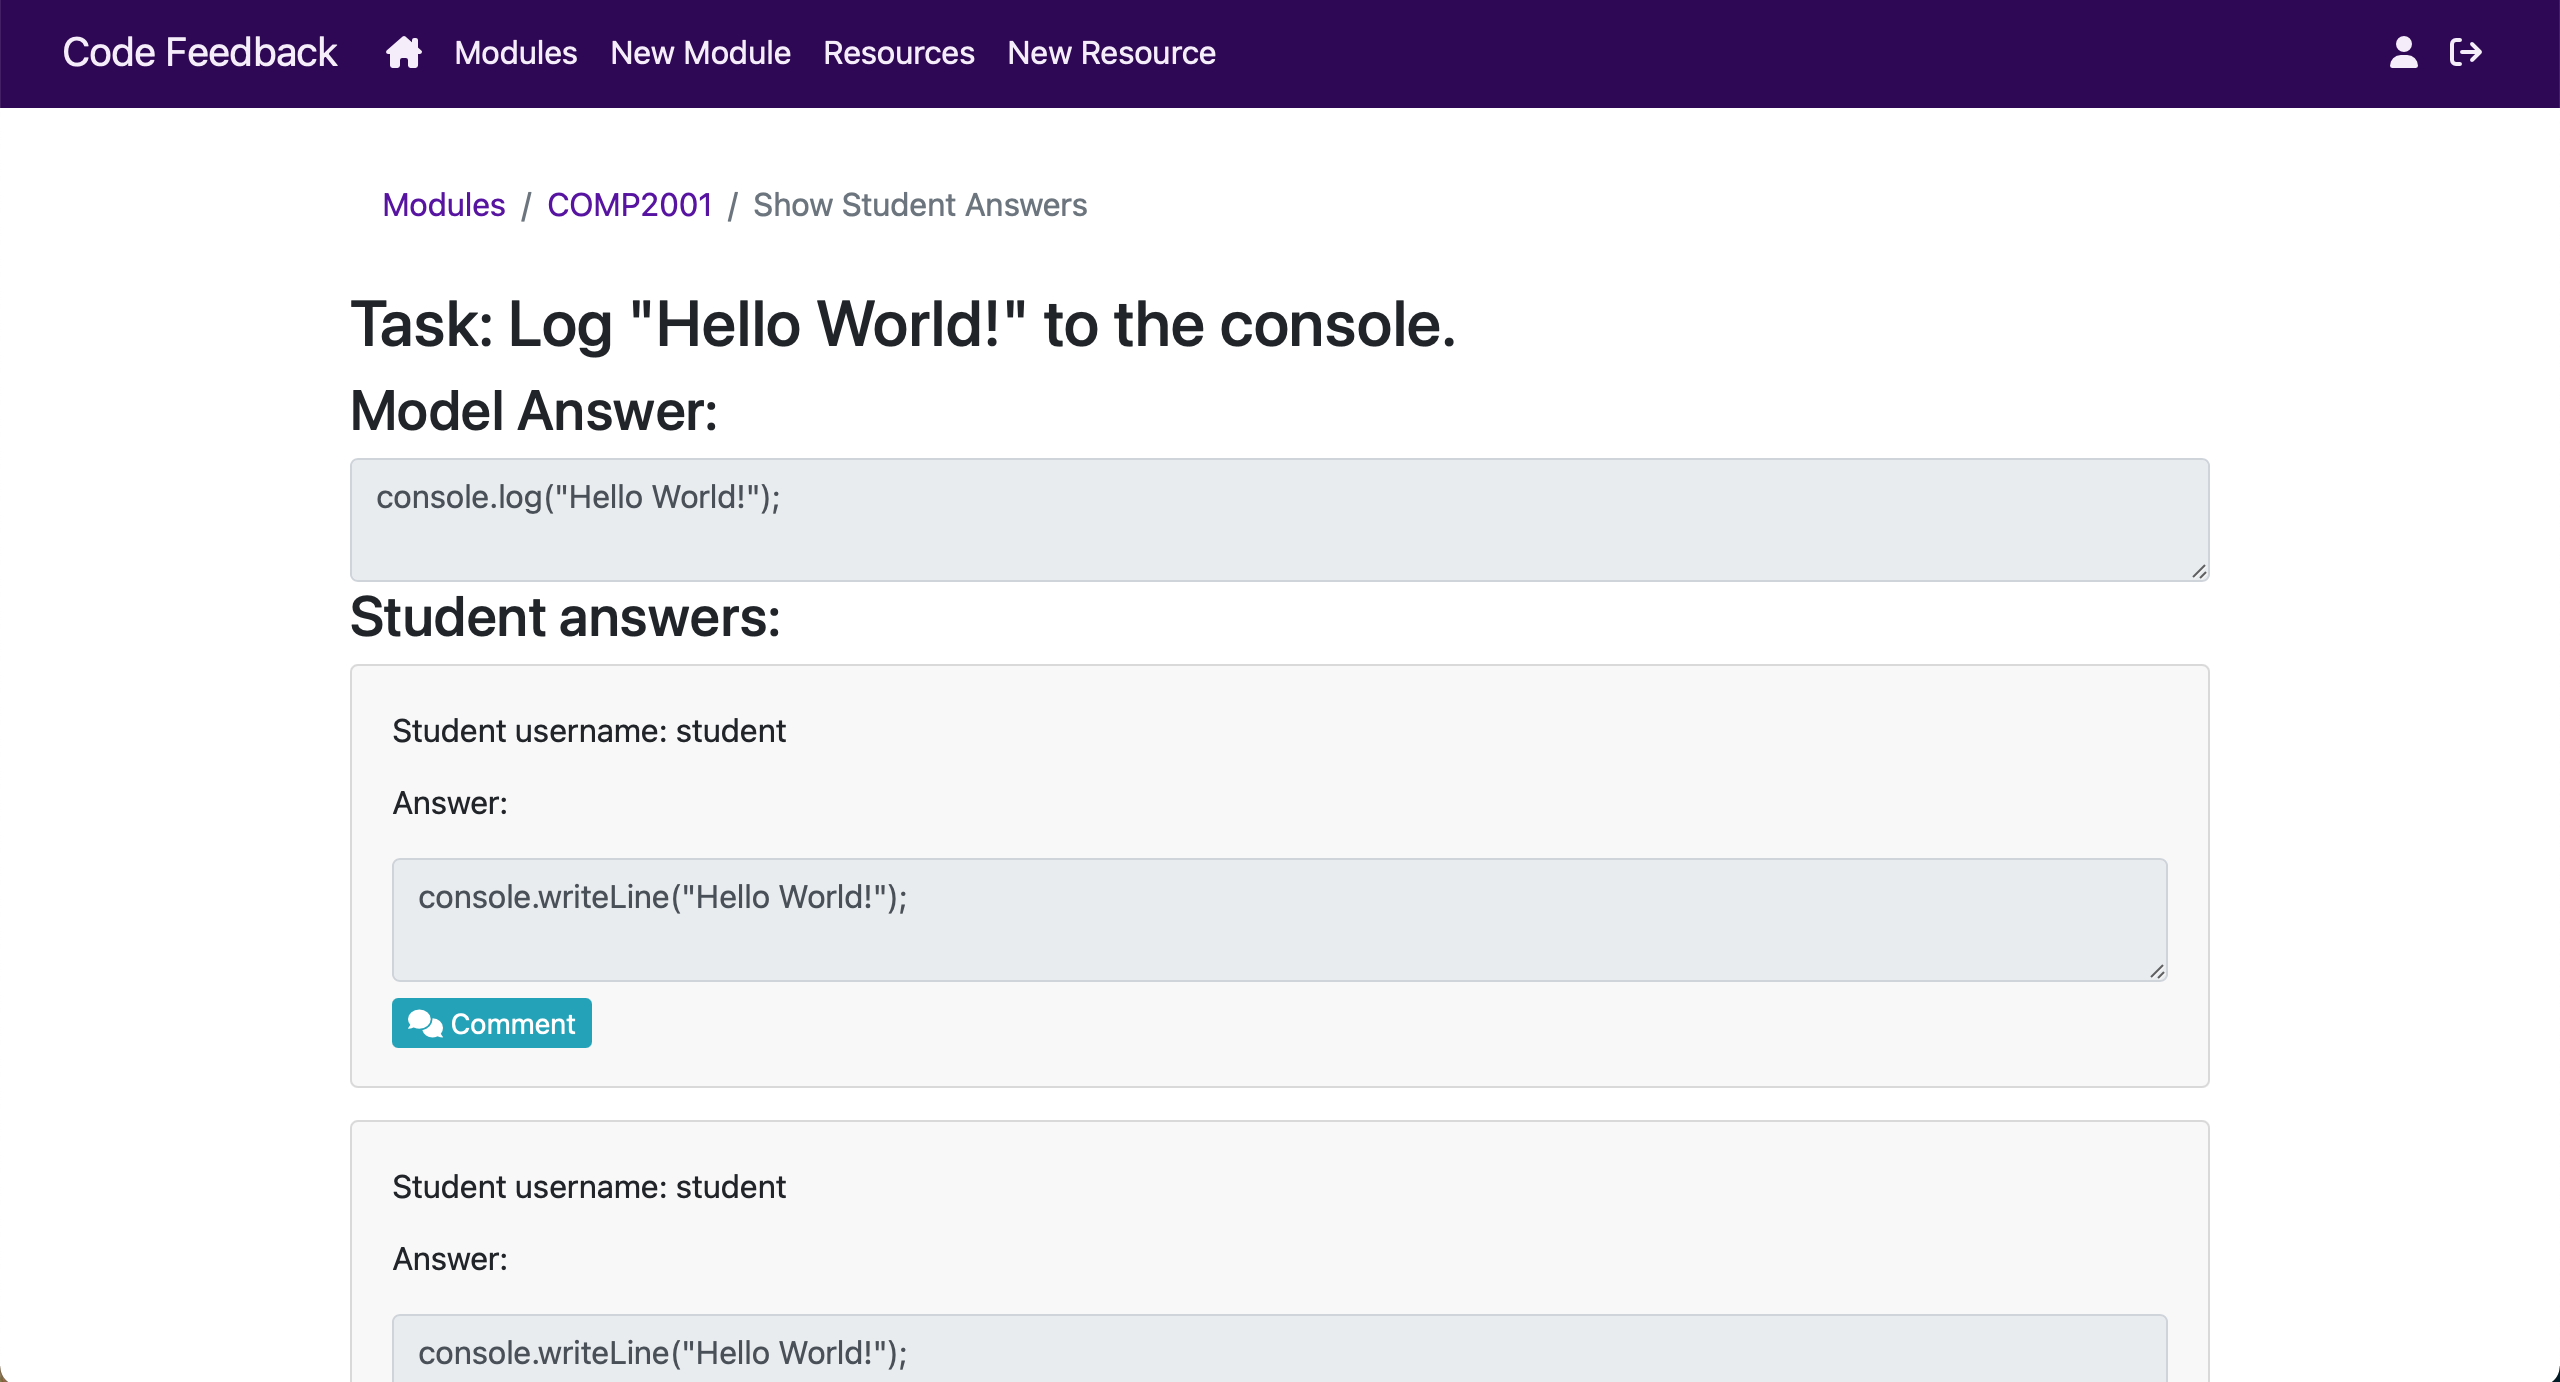 Code Feedback Modules New Module Resources New Resource
Modules / COMP2001 / Show Student Answers
Task: Log "Hello World!" to the console.
Model Answer:
console.log("Hello World!");
Student answers:
Student username: student
Answer:
console.writeLine("Hello World!");
Comment
Student username: student
Answer:
console.writeLine("Hello World!");